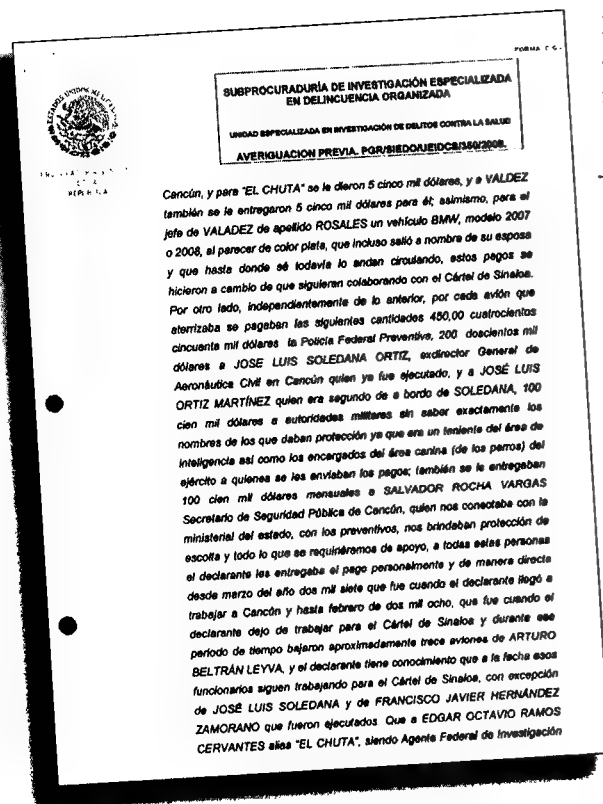 FORMA C.G.
SUBPROCURADURÍA DE INVESTIGACIÓN ESPECIALIZADA
EN DELINCUENCIA ORGANIZADA
UNIDAD ESPECIALIZADA EN INVESTIGACIÓN DE DELITOS CONTRA LA SALUD
AVERIGUACION PREVIA. PGR/SIEDO/UEIDCS/350/2008.
ESTADOS UNIDOS MEXICANOS
REPUBLICA
Cancún, y para "EL CHUTA" se le dieron 5 cinco mil dólares, y a VALDEZ
también se le entregaron 5 cinco mil dólares para él; asimismo, para el
jefe de VALADEZ de apellido ROSALES un vehículo BMW, modelo 2007
o 2008, al parecer de color plata, que incluso salió a nombre de su esposa
y que hasta donde sé todavía lo andan circulando, estos pagos se
hicieron a cambio de que siguieran colaborando con el Cártel de Sinaloa.
Por otro lado, independientemente de lo anterior, por cada avión que
aterrizaba se pagaban las siguientes cantidades 450,00 cuatrocientos
cincuenta mil dólares la Policía Federal Preventiva, 200 doscientos mil
dólares a JOSE LUIS SOLEDANA ORTIZ, exdirector General de
Aeronáutica Civil en Cancún quien ya fue ejecutado, y a JOSÉ LUIS
ORTIZ MARTÍNEZ quien era segundo de a bordo de SOLEDANA, 100
cien mil dólares a autoridades militares sin saber exactamente los
nombres de los que daban protección ya que era un teniente del área de
inteligencia así como los encargados del área canina (de los perros) del
ejército a quienes se les enviaban los pagos; también se le entregaban
100 cien mil dólares mensuales a SALVADOR ROCHA VARGAS
Secretario de Seguridad Pública de Cancún, quien nos conectaba con la
ministerial del estado, con los preventivos, nos brindaban protección de
escolta y todo lo que se requiriéramos de apoyo, a todas estas personas
el declarante les entregaba el pago personalmente y de manera directa
desde marzo del año dos mil siete que fue cuando el declarante llegó a
trabajar a Cancún y hasta febrero de dos mil ocho, que fue cuando el
declarante dejo de trabajar para el Cártel de Sinaloa y durante ese
período de tiempo bajaron aproximadamente trece aviones de ARTURO
BELTRÁN LEYVA, y el declarante tiene conocimiento que a la fecha esos
funcionarios siguen trabajando para el Cártel de Sinaloa, con excepción
de JOSÉ LUIS SOLEDANA y de FRANCISCO JAVIER HERNÁNDEZ
ZAMORANO que fueron ejecutados. Que a EDGAR OCTAVIO RAMOS
CERVANTES alias "EL CHUTA", siendo Agente Federal de Investigación